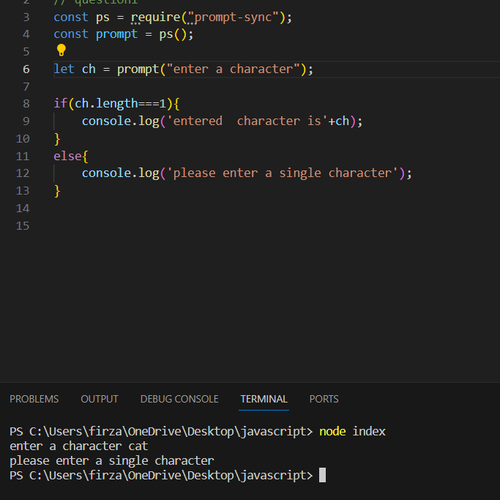 2 // question1
3 const ps = require("prompt-sync");
4 const prompt = ps();
5
6 let ch = prompt("enter a character");
7
8 if(ch.length===1){
9     console.log('entered  character is'+ch);
10 }
11 else{
12     console.log('please enter a single character');
13 }
14
15
PROBLEMS OUTPUT DEBUG CONSOLE TERMINAL PORTS
PS C:\Users\firza\OneDrive\Desktop\javascript> node index
enter a character cat
please enter a single character
PS C:\Users\firza\OneDrive\Desktop\javascript>